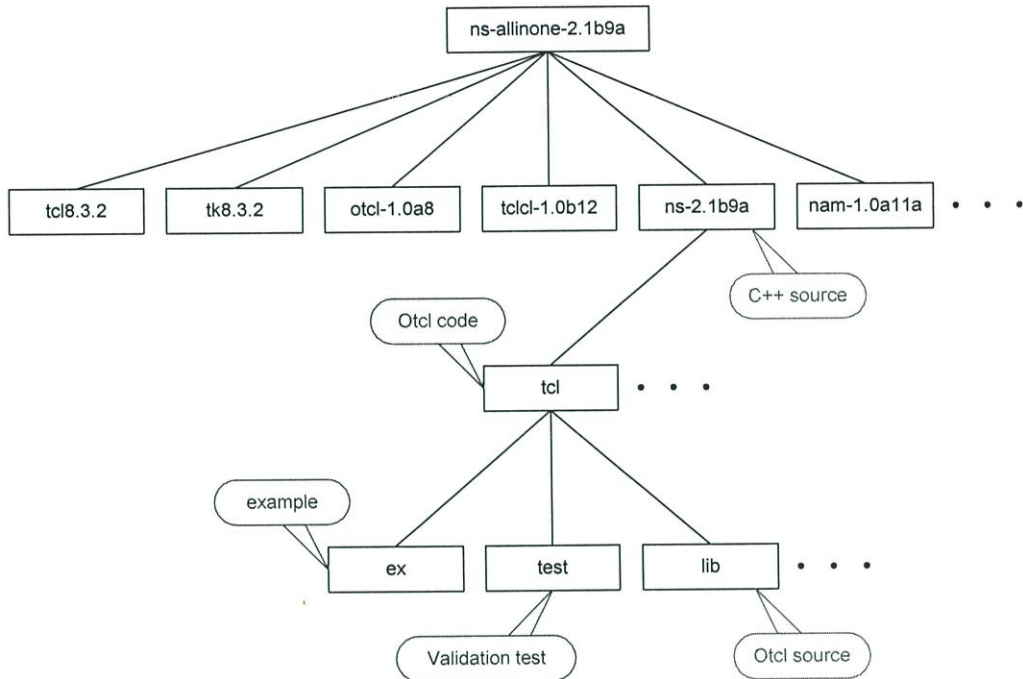 ns-allinone-2.1b9a
tcl8.3.2
tk8.3.2
otcl-1.0a8
tclcl-1.0b12
ns-2.1b9a
nam-1.0a11a
C++ source
Otcl code
tcl
example
ex
test
lib
Validation test
Otcl source